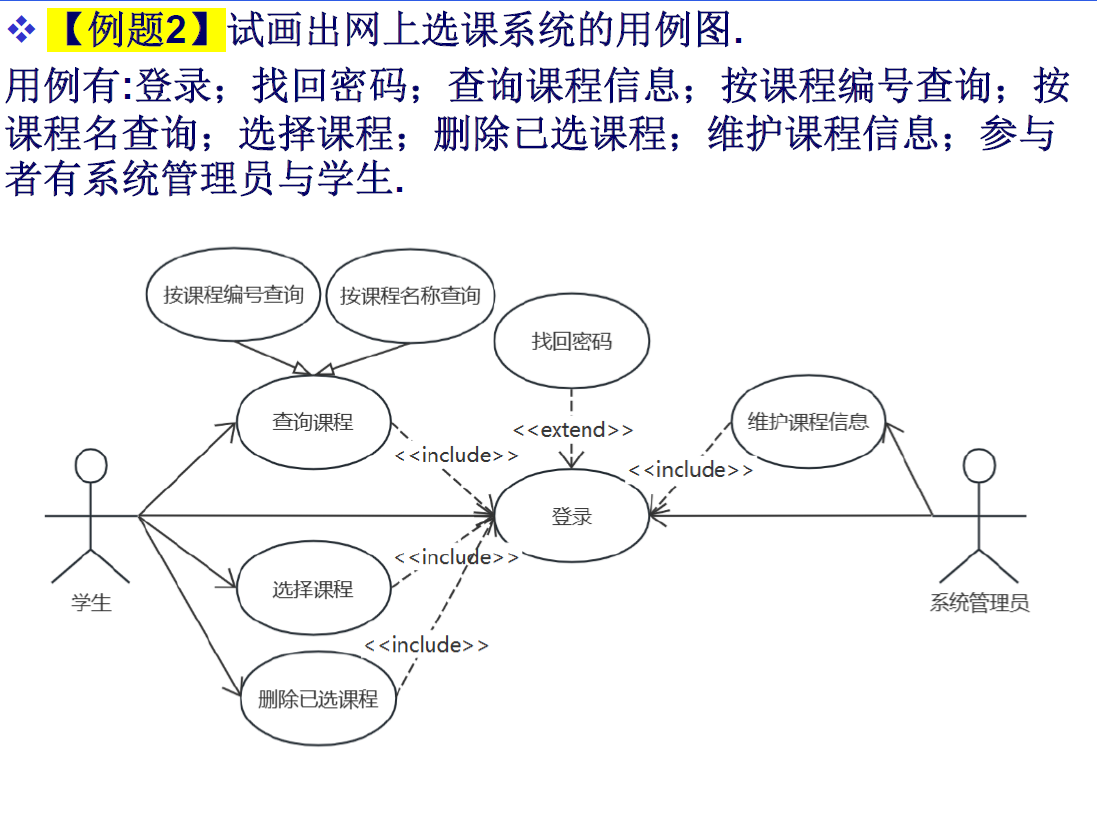 【例题2】试画出网上选课系统的用例图.
用例有:登录；找回密码；查询课程信息；按课程编号查询；按
课程名查询；选择课程；删除已选课程；维护课程信息；参与
者有系统管理员与学生.
按课程编号查询
按课程名称查询
找回密码
查询课程
维护课程信息
<<extend>>
<<include>>
<<include>>
登录
<<include>>
选择课程
学生
系统管理员
<<include>>
删除已选课程